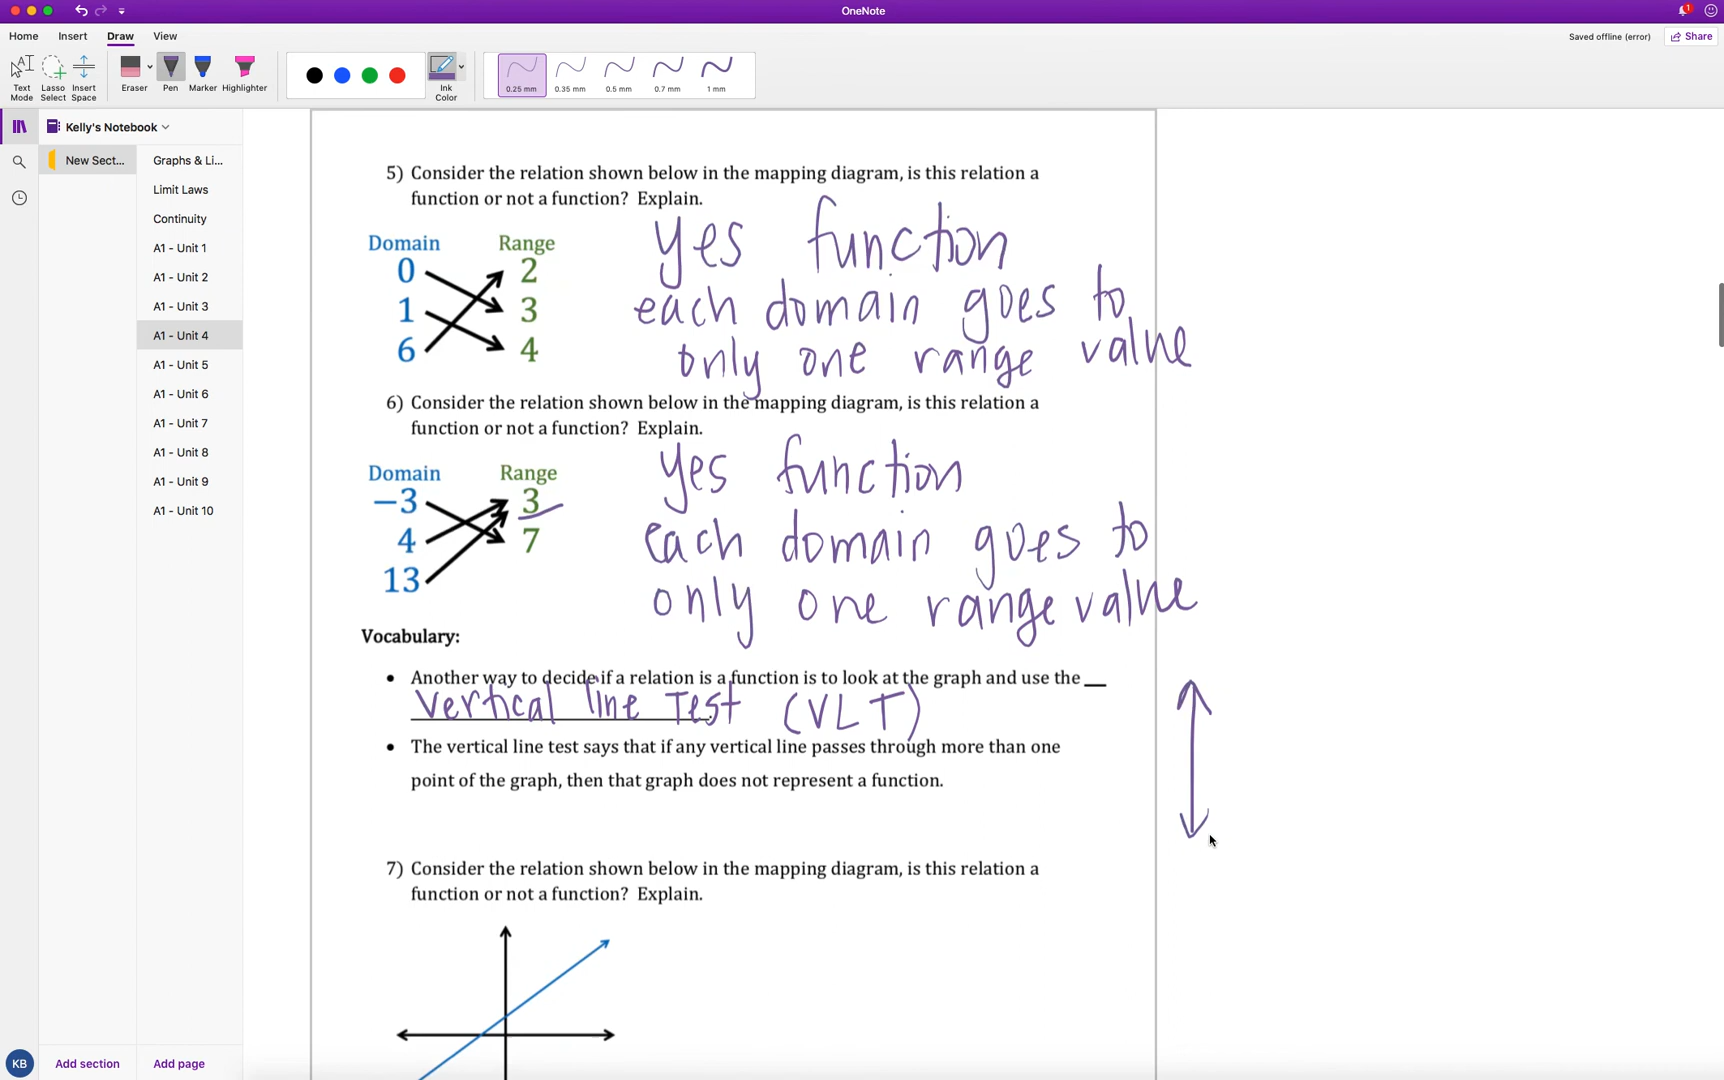 OneNote
1
Home Insert Draw View
Saved offline (error) Share
Text Mode
Lasso Select
Insert Space
Eraser
Pen
Marker
Highlighter
Ink Color
0.25 mm
0.35 mm
0.5 mm
0.7 mm
1 mm
Kelly's Notebook
New Sect...
Graphs & Li...
Limit Laws
Continuity
A1 - Unit 1
A1 - Unit 2
A1 - Unit 3
A1 - Unit 4
A1 - Unit 5
A1 - Unit 6
A1 - Unit 7
A1 - Unit 8
A1 - Unit 9
A1 - Unit 10
5) Consider the relation shown below in the mapping diagram, is this relation a
function or not a function? Explain.
Domain Range
0 2
1 3
6 4
yes function
each domain goes to
only one range value
6) Consider the relation shown below in the mapping diagram, is this relation a
function or not a function? Explain.
Domain Range
−3 3
4 7
13
yes function
each domain goes to
only one range value
Vocabulary:
• Another way to decide if a relation is a function is to look at the graph and use the __
Vertical line Test (VLT)
• The vertical line test says that if any vertical line passes through more than one
point of the graph, then that graph does not represent a function.
7) Consider the relation shown below in the mapping diagram, is this relation a
function or not a function? Explain.
KB
Add section
Add page